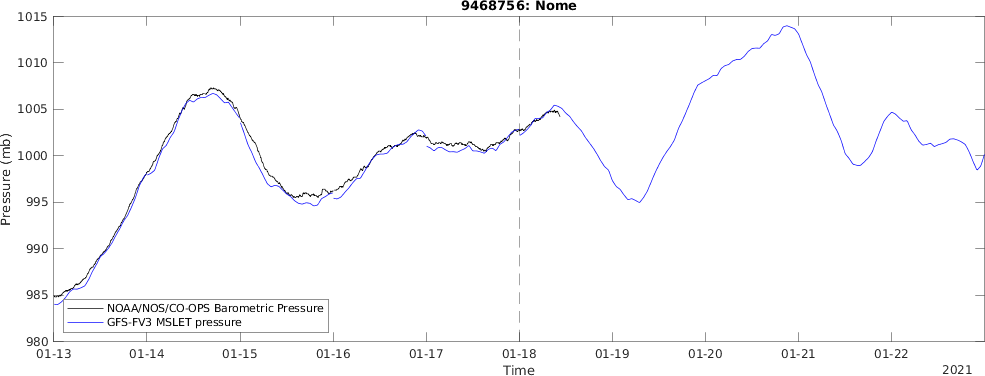 9468756: Nome
Pressure (mb)
1015
1010
1005
1000
995
990
985
980
NOAA/NOS/CO-OPS Barometric Pressure
GFS-FV3 MSLET pressure
01-13 01-14 01-15 01-16 01-17 01-18 01-19 01-20 01-21 01-22
Time
2021